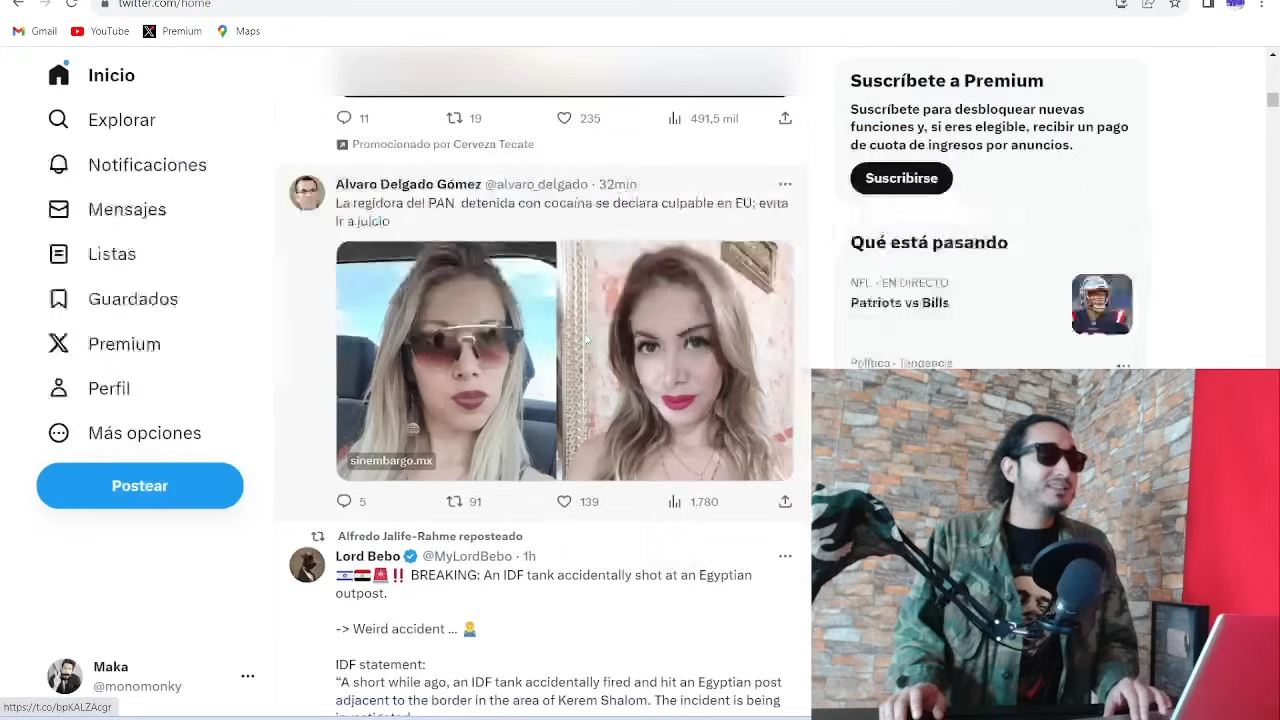 twitter.com/home
Gmail
YouTube
Premium
Maps
Inicio
Explorar
Notificaciones
Mensajes
Listas
Guardados
Premium
Perfil
Más opciones
Postear
Maka
@monomonky
https://t.co/bpKALZAcgr
11
19
235
491,5 mil
Promocionado por Cerveza Tecate
Alvaro Delgado Gómez @alvaro_delgado · 32min
La regidora del PAN detenida con cocaína se declara culpable en EU; evita
ir a juicio
sinembargo.mx
5
91
139
1.780
Alfredo Jalife-Rahme reposteado
Lord Bebo @MyLordBebo · 1h
BREAKING: An IDF tank accidentally shot at an Egyptian
outpost.
-> Weird accident ...
IDF statement:
“A short while ago, an IDF tank accidentally fired and hit an Egyptian post
adjacent to the border in the area of Kerem Shalom. The incident is being
investigated
Suscríbete a Premium
Suscríbete para desbloquear nuevas
funciones y, si eres elegible, recibir un pago
de cuota de ingresos por anuncios.
Suscribirse
Qué está pasando
NFL · EN DIRECTO
Patriots vs Bills
Política · Tendencia